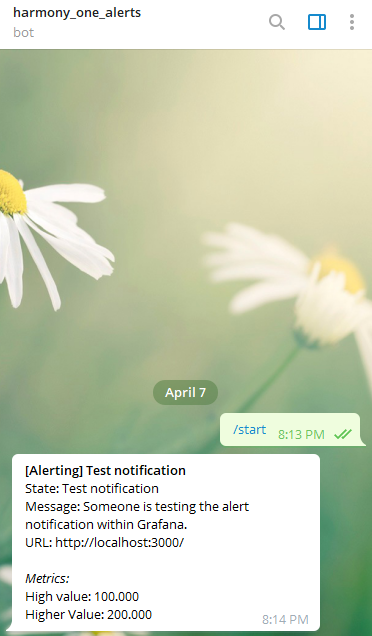 harmony_one_alerts
bot
April 7
/start 8:13 PM
[Alerting] Test notification
State: Test notification
Message: Someone is testing the alert
notification within Grafana.
URL: http://localhost:3000/
Metrics:
High value: 100.000
Higher Value: 200.000
8:14 PM